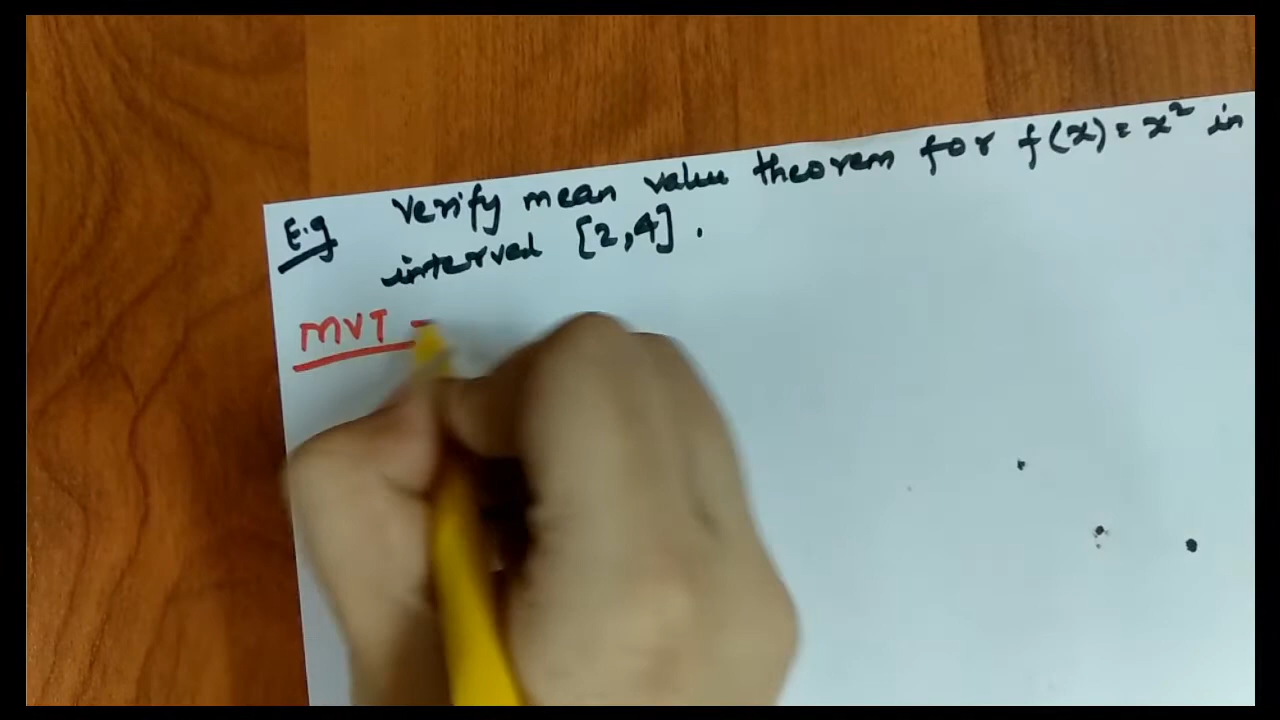 E.g Verify mean value theorem for f(x) = x² in
interval [2,4] .
MVT -